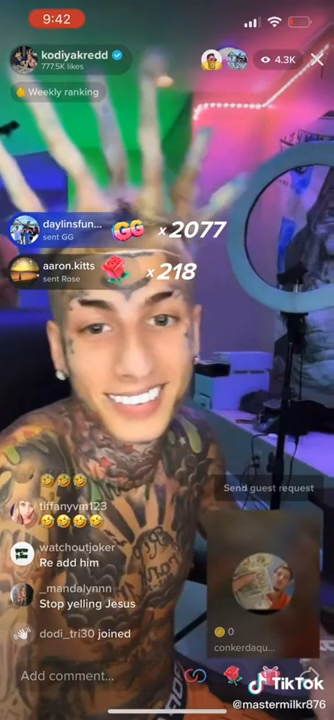 9:42
kodiyakredd
777.5K likes
4.3K
Weekly ranking
daylinsfun...
sent GG
GG
x2077
aaron.kitts
sent Rose
x218
Send guest request
tiffanyvm123
watchoutjoker
Re add him
_mandalynnn
Stop yelling Jesus
dodi_tri30 joined
0
conkerdaqu...
Add comment...
TikTok
@mastermilkr876